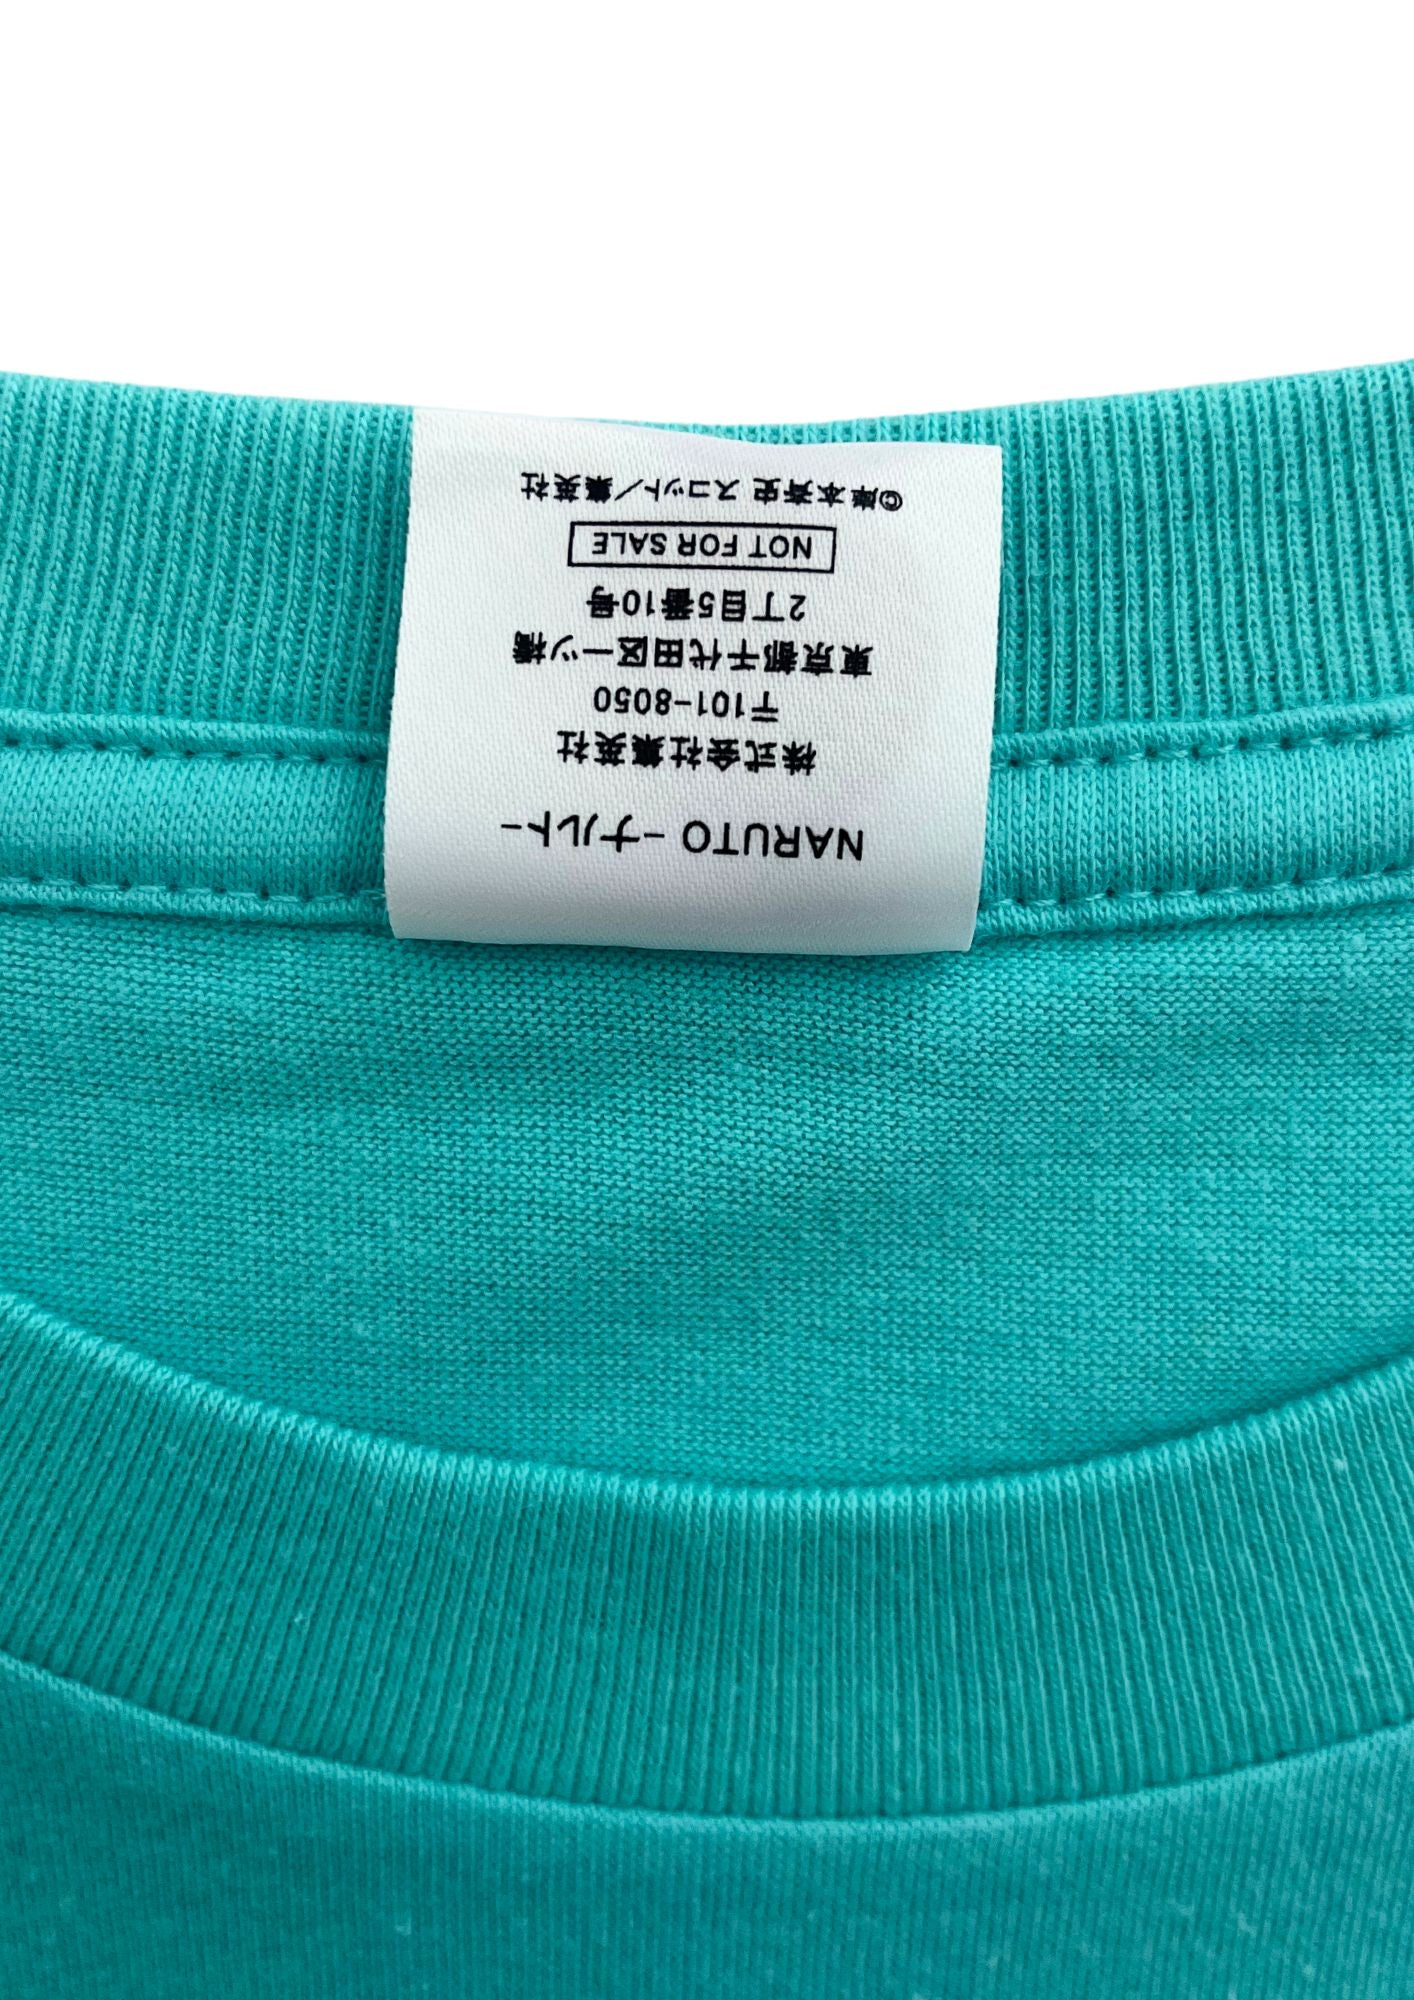 NARUTO -ナルト-
株式会社集英社
〒101-8050
東京都千代田区一ツ橋
2丁目5番10号
NOT FOR SALE
©岸本斉史 スコット/集英社